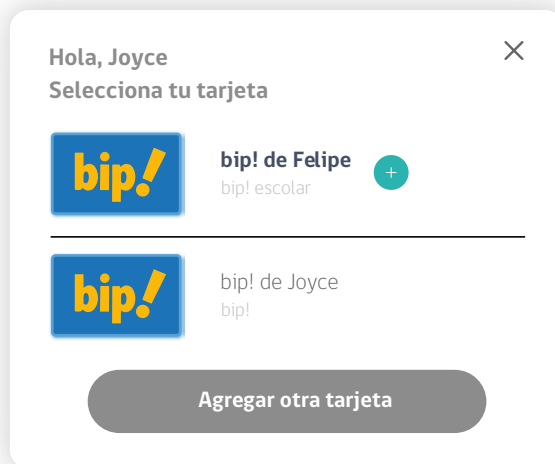 Hola, Joyce
Selecciona tu tarjeta
bip!
bip! de Felipe
+
bip! escolar
bip!
bip! de Joyce
bip!
Agregar otra tarjeta